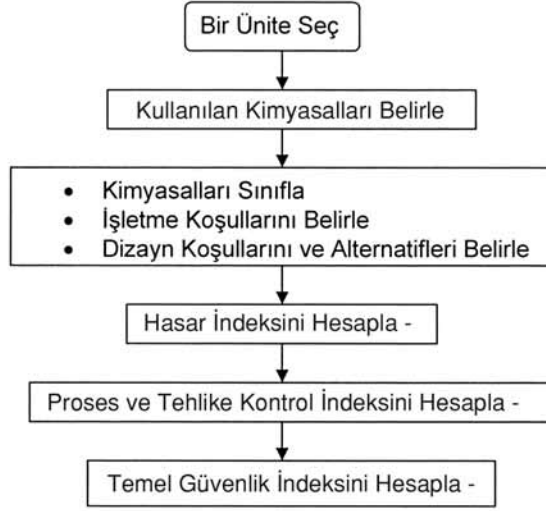 Bir Ünite Seç
Kullanılan Kimyasalları Belirle
• Kimyasalları Sınıfla
• İşletme Koşullarını Belirle
• Dizayn Koşullarını ve Alternatifleri Belirle
Hasar İndeksini Hesapla -
Proses ve Tehlike Kontrol İndeksini Hesapla -
Temel Güvenlik İndeksini Hesapla -